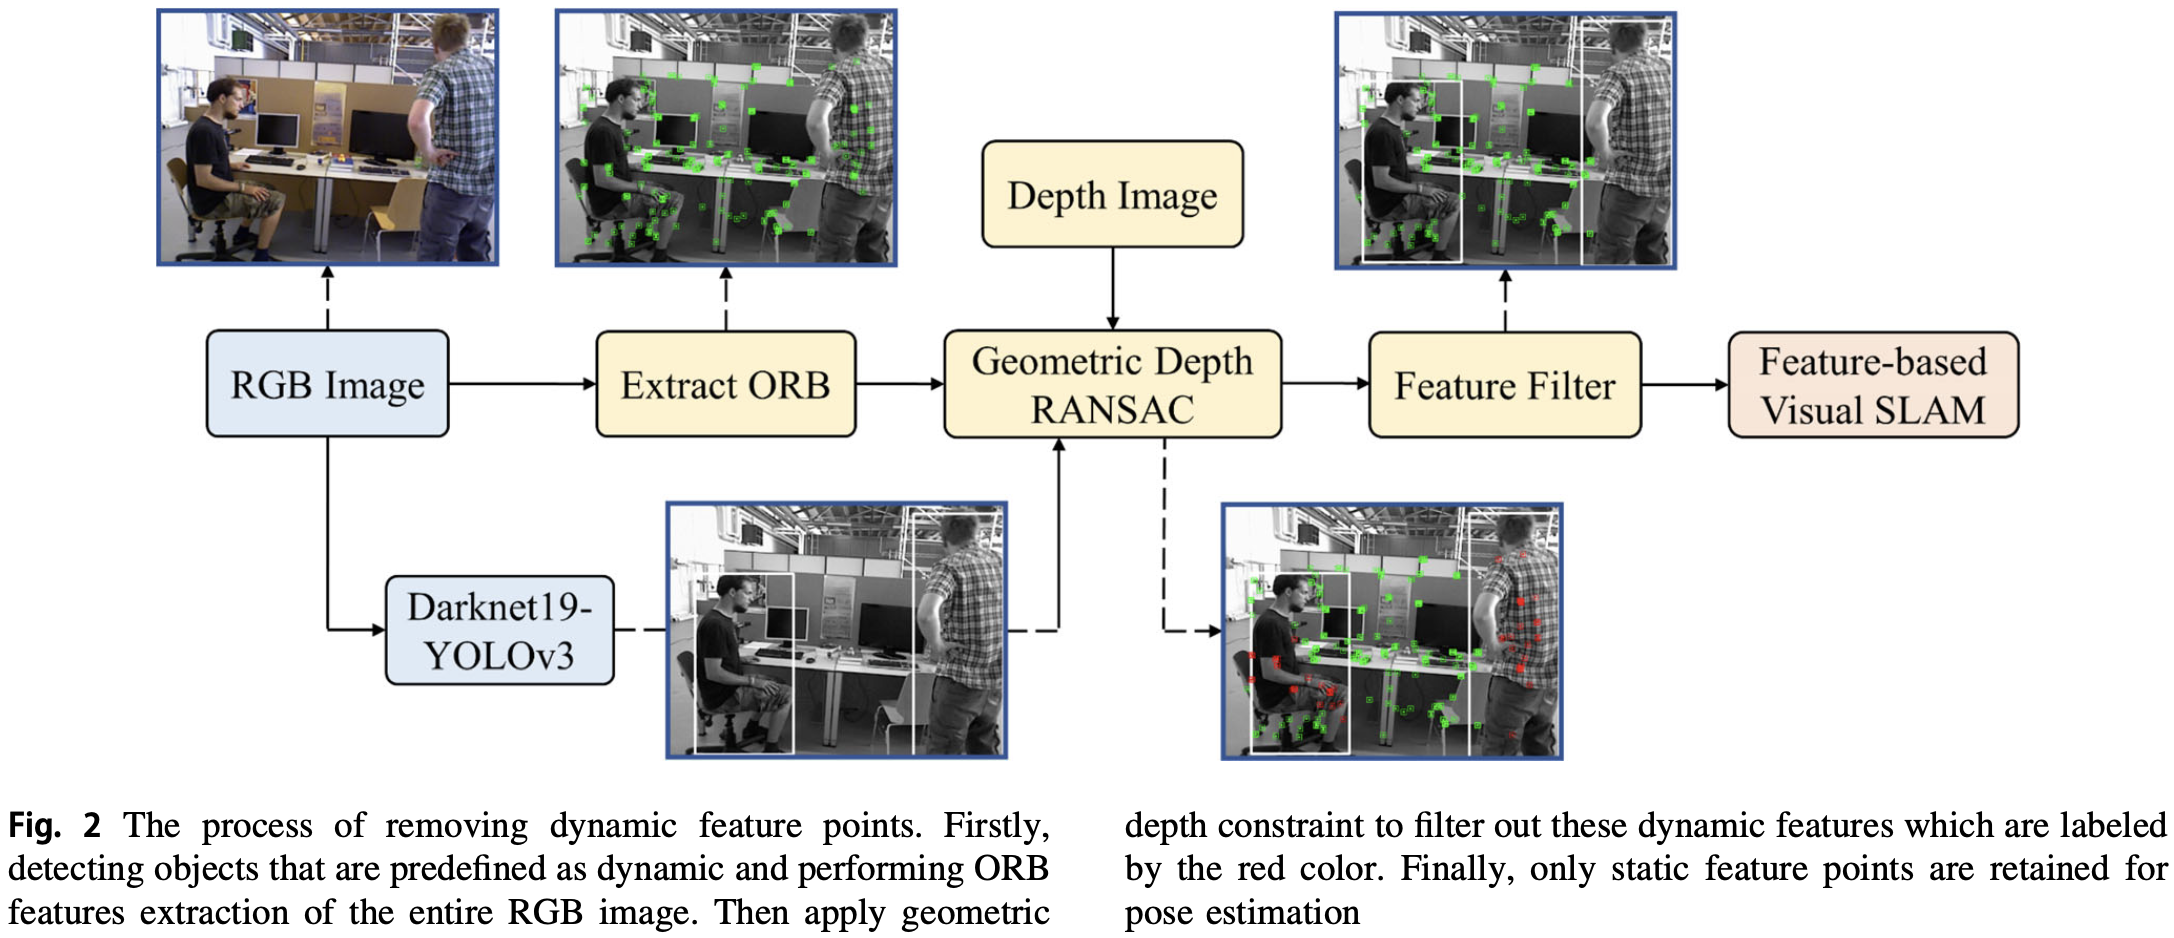 Depth Image
RGB Image
Extract ORB
Geometric Depth
RANSAC
Feature Filter
Feature-based
Visual SLAM
Darknet19-
YOLOv3
Fig. 2 The process of removing dynamic feature points. Firstly,
detecting objects that are predefined as dynamic and performing ORB
features extraction of the entire RGB image. Then apply geometric
depth constraint to filter out these dynamic features which are labeled
by the red color. Finally, only static feature points are retained for
pose estimation